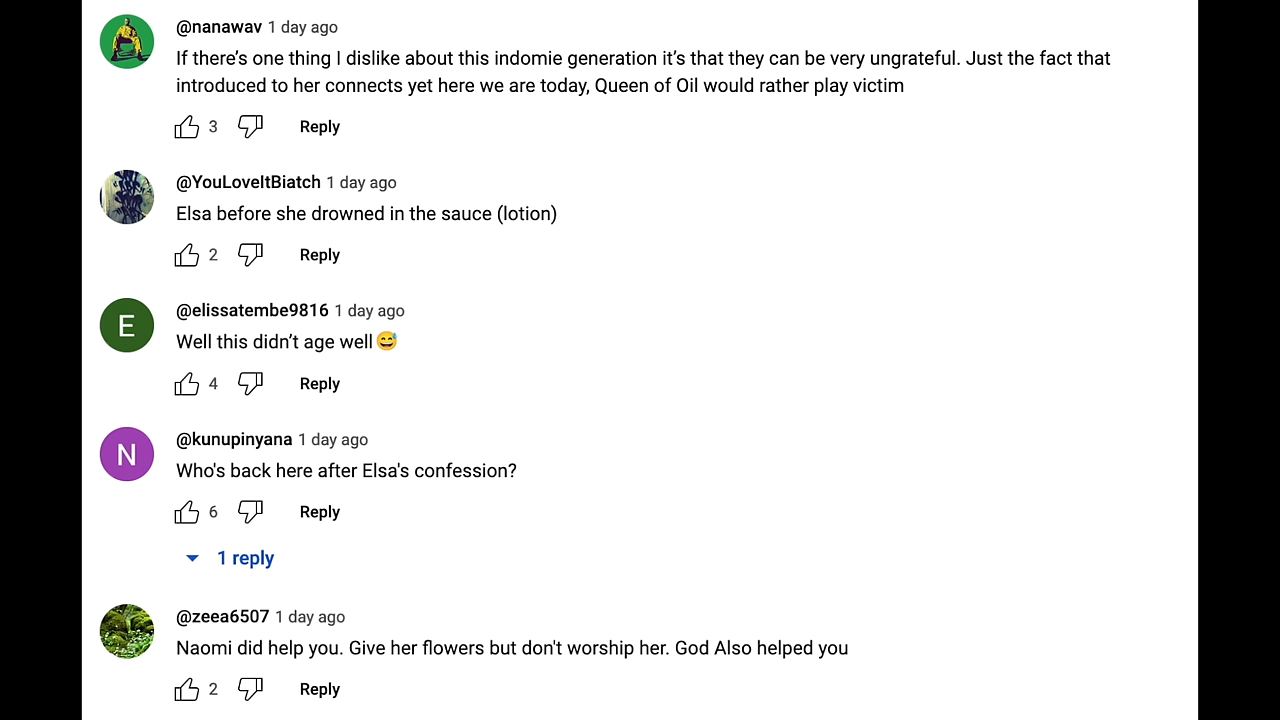 @nanawav 1 day ago
If there’s one thing I dislike about this indomie generation it’s that they can be very ungrateful. Just the fact that
introduced to her connects yet here we are today, Queen of Oil would rather play victim
3 Reply
@YouLoveItBiatch 1 day ago
Elsa before she drowned in the sauce (lotion)
2 Reply
E
@elissatembe9816 1 day ago
Well this didn’t age well😅
4 Reply
N
@kunupinyana 1 day ago
Who's back here after Elsa's confession?
6 Reply
1 reply
@zeea6507 1 day ago
Naomi did help you. Give her flowers but don't worship her. God Also helped you
2 Reply